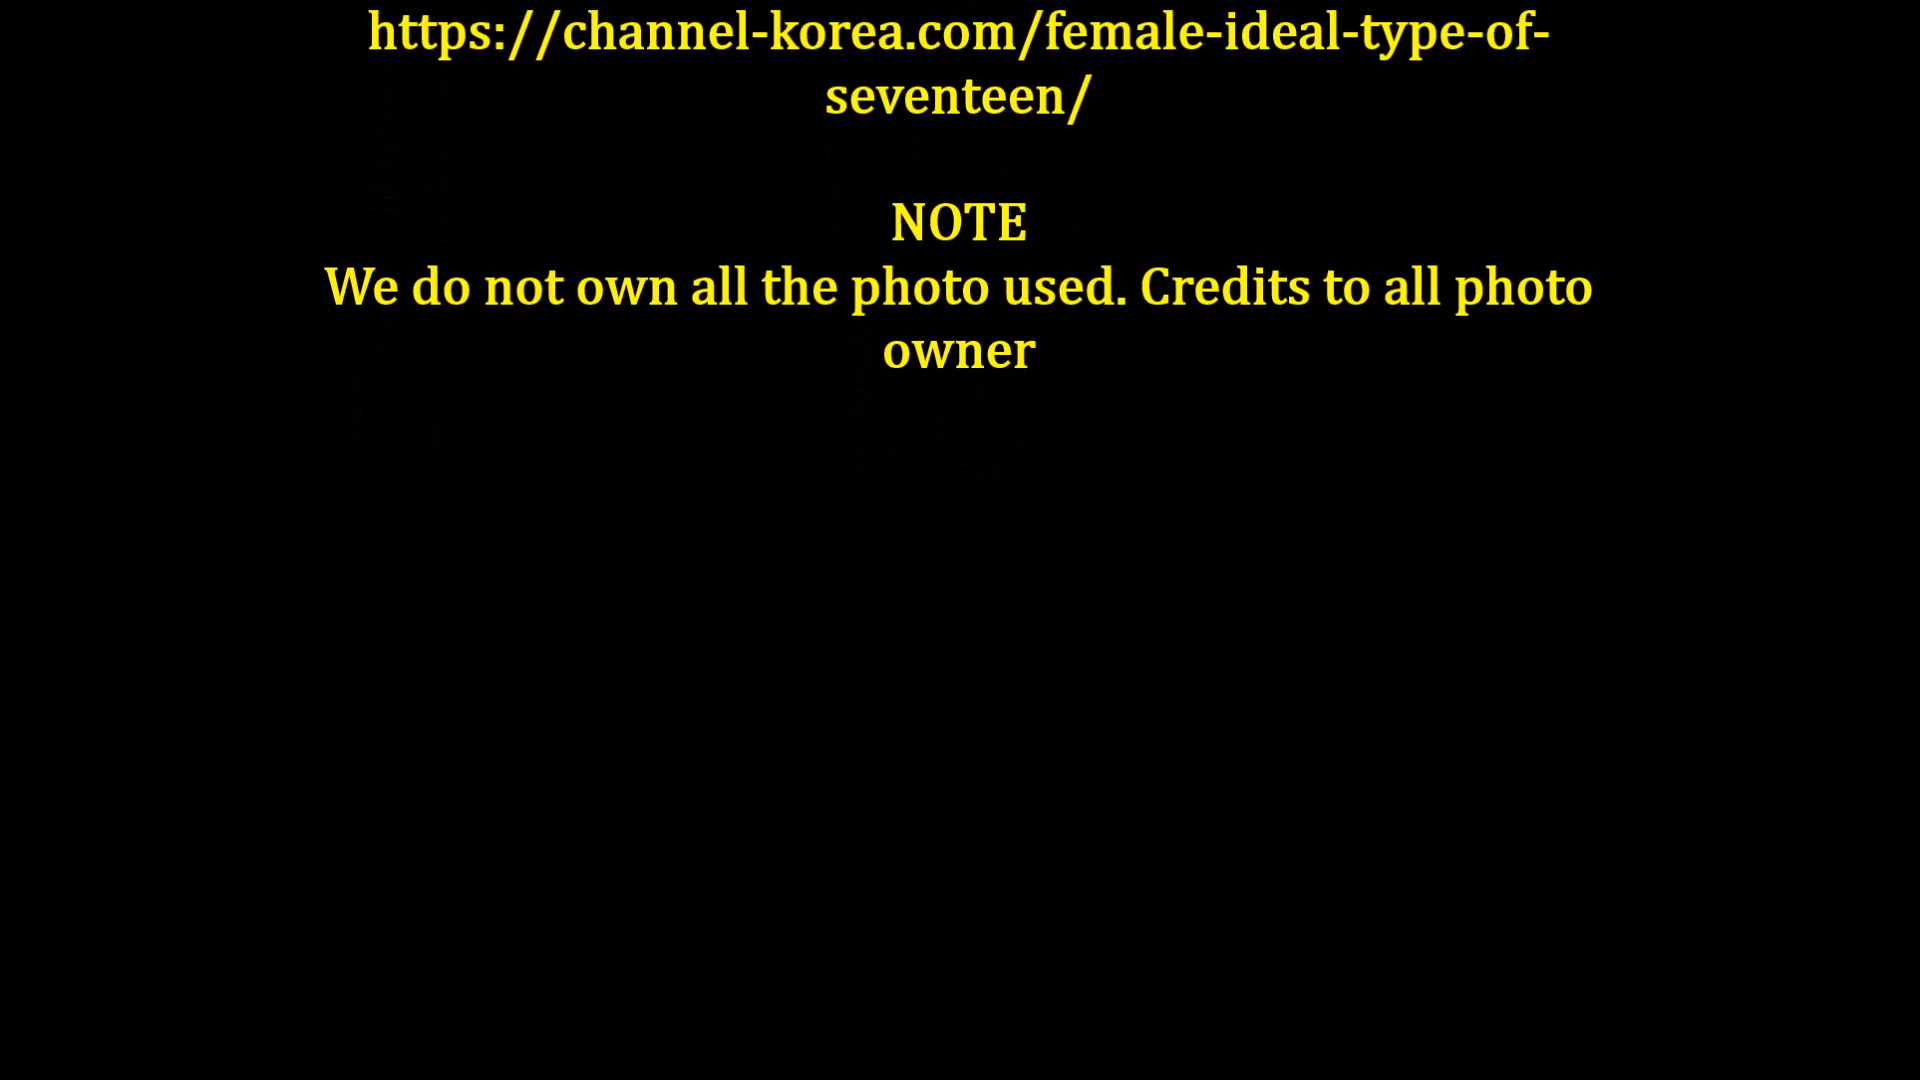 https://channel-korea.com/female-ideal-type-of-
seventeen/
NOTE
We do not own all the photo used. Credits to all photo
owner